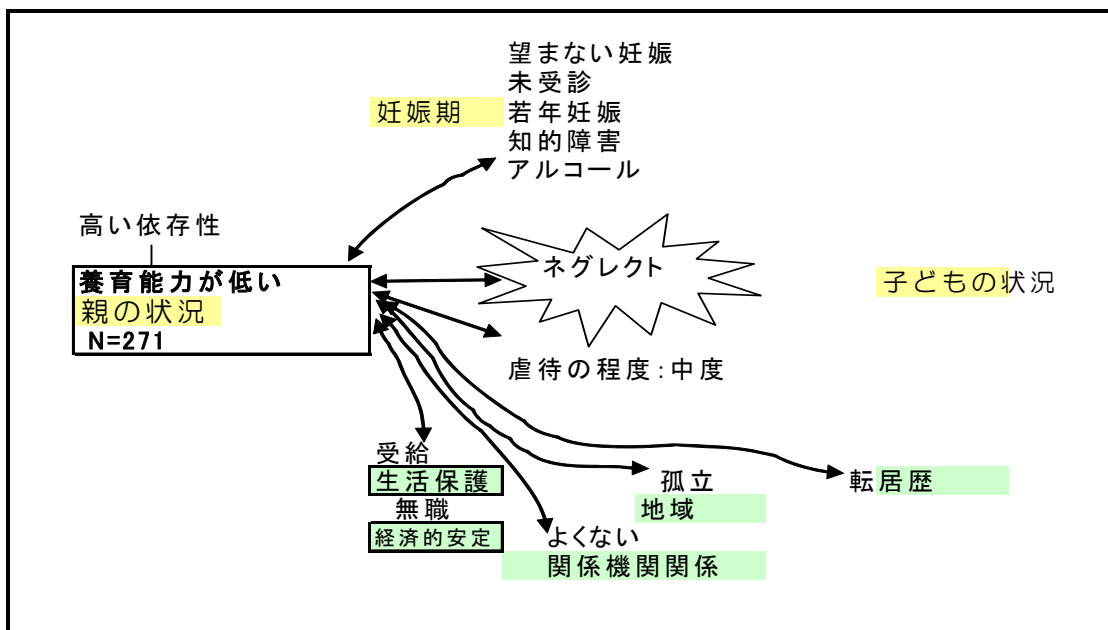 望まない妊娠
未受診
妊娠期
若年妊娠
知的障害
アルコール
高い依存性
養育能力が低い
親の状況
N=271
ネグレクト
子どもの状況
虐待の程度:中度
受給
生活保護
無職
経済的安定
孤立
地域
転居歴
よくない
関係機関関係